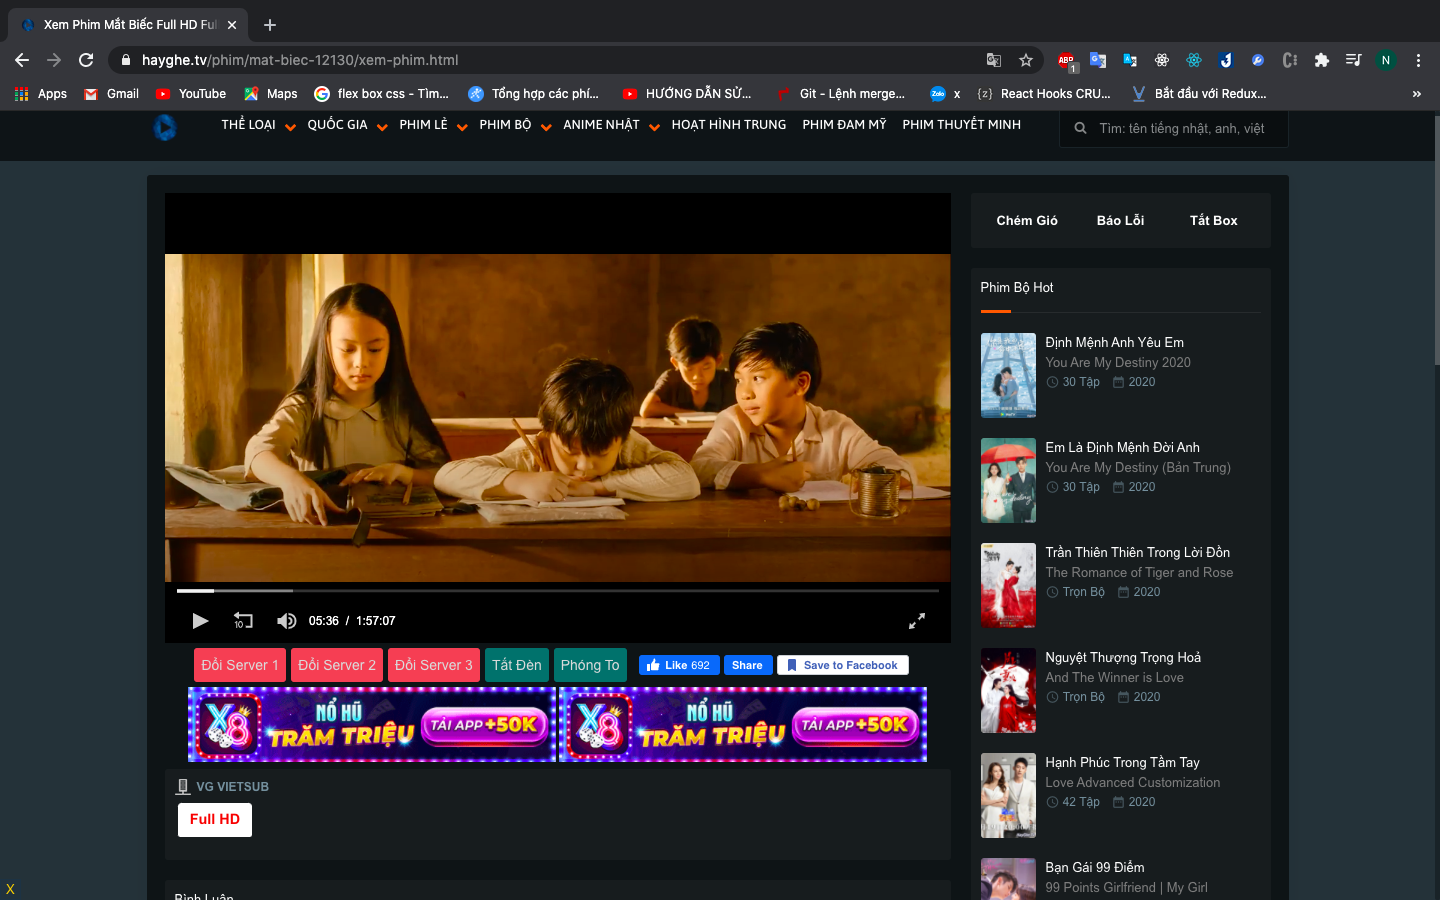 Xem Phim Mắt Biếc Full HD Ful
hayghe.tv/phim/mat-biec-12130/xem-phim.html
ABP
1
N
Apps
Gmail
YouTube
Maps
flex box css - Tìm...
Tổng hợp các phí...
HƯỚNG DẪN SỬ...
Git - Lệnh merge...
Zalo
x
{z}
React Hooks CRU...
Bắt đầu với Redux...
»
THỂ LOẠI
QUỐC GIA
PHIM LẺ
PHIM BỘ
ANIME NHẬT
HOẠT HÌNH TRUNG
PHIM ĐAM MỸ
PHIM THUYẾT MINH
Tìm: tên tiếng nhật, anh, việt
10
05:36 / 1:57:07
Đổi Server 1
Đổi Server 2
Đổi Server 3
Tắt Đèn
Phóng To
Like 692
Share
Save to Facebook
X8
NỔ HŨ
TRĂM TRIỆU
TẢI APP +50K
X8
NỔ HŨ
TRĂM TRIỆU
TẢI APP +50K
VG VIETSUB
Full HD
Bình Luận
X
Chém Gió
Báo Lỗi
Tắt Box
Phim Bộ Hot
Định Mệnh Anh Yêu Em
You Are My Destiny 2020
30 Tập
2020
Em Là Định Mệnh Đời Anh
You Are My Destiny (Bản Trung)
30 Tập
2020
Trần Thiên Thiên Trong Lời Đồn
The Romance of Tiger and Rose
Trọn Bộ
2020
Nguyệt Thượng Trọng Hoả
And The Winner is Love
Trọn Bộ
2020
Hạnh Phúc Trong Tầm Tay
Love Advanced Customization
42 Tập
2020
Bạn Gái 99 Điểm
99 Points Girlfriend | My Girl